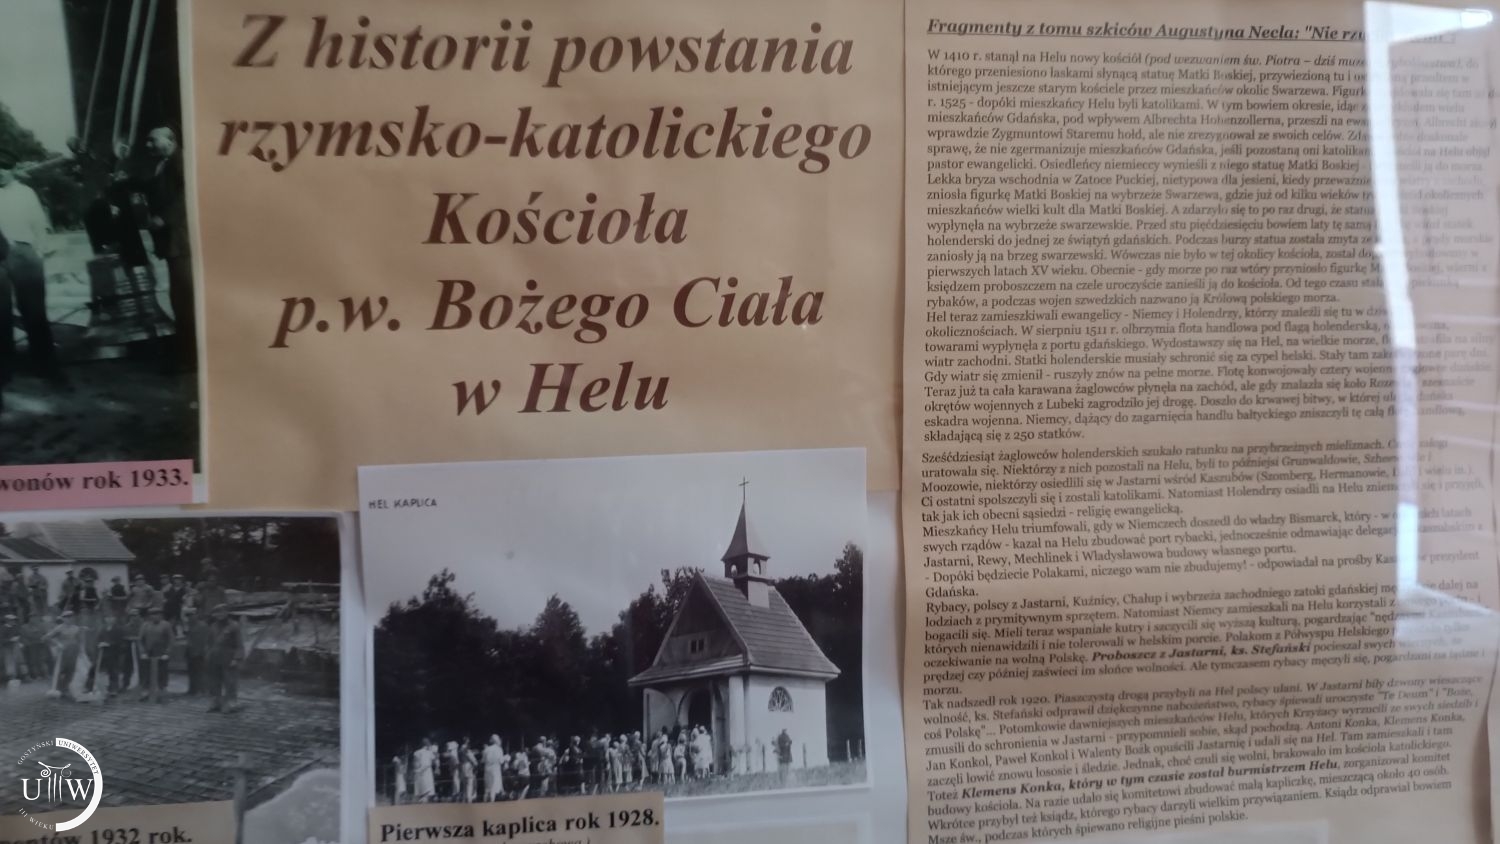 Z historii powstania
rzymsko-katolickiego
Kościoła
p.w. Bożego Ciała
w Helu
wonów rok 1933.
HEL KAPLICA
Pierwsza kaplica rok 1928.
1932 rok.
GOSTYŃSKI UNIWERSYTET
UTW
III WIEKU
Fragmenty z tomu szkiców Augustyna Necla: "Nie
W 1410 r. stanął na Helu nowy kościół (pod wezwaniem św. Piotra – dziś
którego przeniesiono łaskami słynącą statuę Matki Boskiej, przywiezioną tu i
istniejącym jeszcze starym kościele przez mieszkańców okolic Swarzewa.
r. 1525 - dopóki mieszkańcy Helu byli katolikami. W tym bowiem okresie, idąc
mieszkańców Gdańska, pod wpływem Albrechta Hohenzollerna, przeszli na
wprawdzie Zygmuntowi Staremu hołd, ale nie zrezygnował ze swoich celów.
sprawę, że nie zgermanizuje mieszkańców Gdańska, jeśli pozostaną oni na Helu objął
pastor ewangelicki. Osiedleńcy niemieccy wynieśli z niego statuę Matki Boskiej - ją do morza.
Lekka bryza wschodnia w Zatoce Puckiej, nietypowa dla jesieni, kiedy
zniosła figurkę Matki Boskiej na wybrzeże Swarzewa, gdzie już od kilku wieków
mieszkańców wielki kult dla Matki Boskiej. A zdarzyło się to po raz drugi, że
wypłynęła na wybrzeże swarzewskie. Przed stu pięćdziesięciu bowiem laty tę samą
holenderski do jednej ze świątyń gdańskich. Podczas burzy statua została zmyta
zaniosły ją na brzeg swarzewski. Wówczas nie było w tej okolicy kościoła, został
pierwszych latach XV wieku. Obecnie - gdy morze po raz wtóry przyniosło figurkę
księdzem proboszczem na czele uroczyście zanieśli ją do kościoła. Od tego czasu
rybaków, a podczas wojen szwedzkich nazwano ją Królową polskiego morza.
Hel teraz zamieszkiwali ewangelicy - Niemcy i Holendrzy, którzy znaleźli się tu w
okolicznościach. W sierpniu 1511 r. olbrzymia flota handlowa pod flagą holenderską,
towarami wypłynęła z portu gdańskiego. Wydostawszy się na Hel, na wielkie morze, na silny
wiatr zachodni. Statki holenderskie musiały schronić się za cypel helski. Stały tam parę dni.
Gdy wiatr się zmienił - ruszyły znów na pełne morze. Flotę konwojowały cztery
Teraz już ta cała karawana żaglowców płynęła na zachód, ale gdy znalazła się koło
okrętów wojennych z Lubeki zagrodziło jej drogę. Doszło do krwawej bitwy, w której
eskadra wojenna. Niemcy, dążący do zagarnięcia handlu bałtyckiego zniszczyli tę całą
składającą się z 250 statków.
Sześćdziesiąt żaglowców holenderskich szukało ratunku na przybrzeżnych mieliznach.
uratowała się. Niektórzy z nich pozostali na Helu, byli to późniejsi Grunwaldowie,
Moozowie, niektórzy osiedlili się w Jastarni wśród Kaszubów (Szomberg, Hermanowie, i wielu in.).
Ci ostatni spolszczyli się i zostali katolikami. Natomiast Holendrzy osiadli na Helu
tak jak ich obecni sąsiedzi - religię ewangelicką.
Mieszkańcy Helu triumfowali, gdy w Niemczech doszedł do władzy Bismarck, który - w latach
swych rządów - kazał na Helu zbudować port rybacki, jednocześnie odmawiając
Jastarni, Rewy, Mechlinek i Władysławowa budowy własnego portu.
- Dopóki będziecie Polakami, niczego wam nie zbudujemy! - odpowiadał na prośby prezydent
Gdańska.
Rybacy, polscy z Jastarni, Kuźnicy, Chałup i wybrzeża zachodniego zatoki gdańskiej dalej na
łodziach z prymitywnym sprzętem. Natomiast Niemcy zamieszkali na Helu korzystali z
bogacili się. Mieli teraz wspaniałe kutry i szczycili się wyższą kulturą, pogardzając
których nienawidzili i nie tolerowali w helskim porcie. Polakom z Półwyspu Helskiego
oczekiwanie na wolną Polskę. Proboszcz z Jastarni, ks. Stefański pocieszał swych
prędzej czy później zaświeci im słońce wolności. Ale tymczasem rybacy męczyli się, pogardzani na lądzie i
morzu.
Tak nadszedł rok 1920. Piaszczystą drogą przybyli na Hel polscy ułani. W Jastarni biły dzwony wieszczące
wolność, ks. Stefański odprawił dziękczynne nabożeństwo, rybacy śpiewali uroczyste "Te Deum" i "Boże,
coś Polskę"... Potomkowie dawniejszych mieszkańców Helu, których Krzyżacy wyrzucili ze swych siedzib i
zmusili do schronienia w Jastarni - przypomnieli sobie, skąd pochodzą. Antoni Konka, Klemens Konka,
Jan Konkol, Paweł Konkol i Walenty Bożk opuścili Jastarnię i udali się na Hel. Tam zamieszkali i tam
zaczęli łowić znowu łososie i śledzie. Jednak, choć czuli się wolni, brakowało im kościoła katolickiego.
Toteż Klemens Konka, który w tym czasie został burmistrzem Helu, zorganizował komitet
budowy kościoła. Na razie udało się komitetowi zbudować małą kapliczkę, mieszczącą około 40 osób.
Wkrótce przybył też ksiądz, którego rybacy darzyli wielkim przywiązaniem. Ksiądz odprawiał bowiem
Msze św., podczas których śpiewano religijne pieśni polskie.